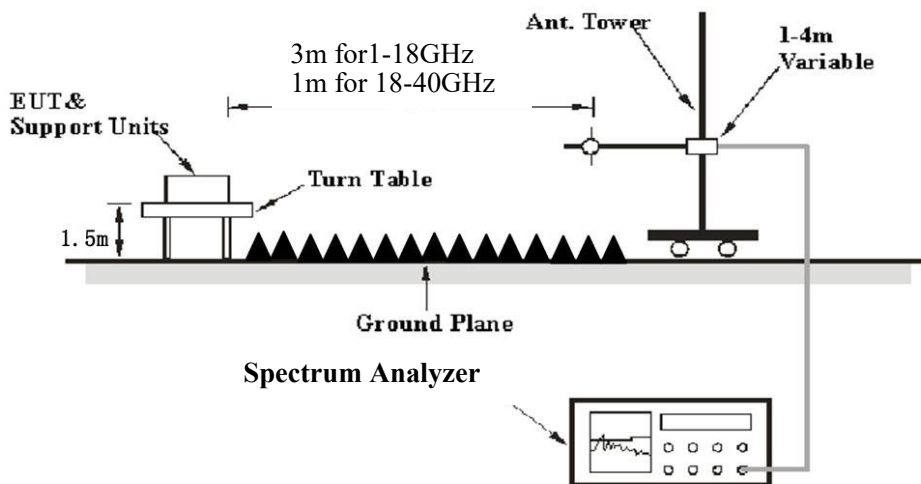 Ant. Tower
1-4m
Variable
3m for1-18GHz
1m for 18-40GHz
EUT&
Support Units
Turn Table
1.5m
Ground Plane
Spectrum Analyzer